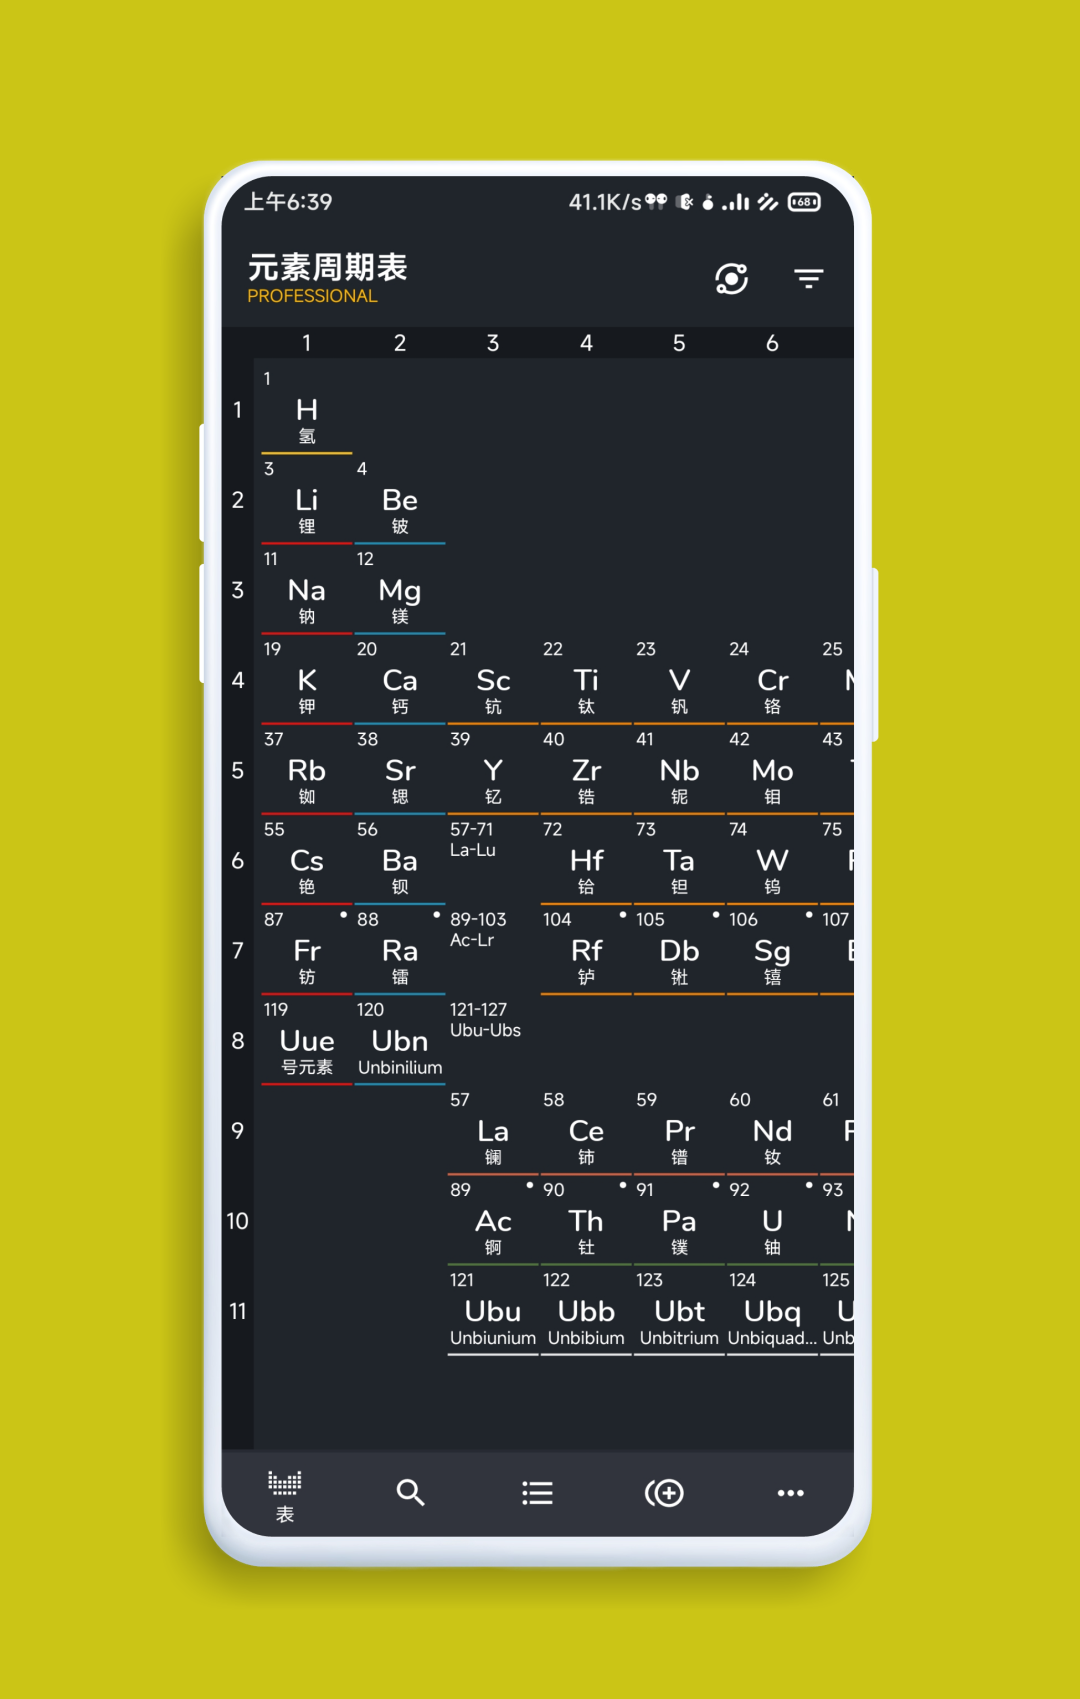 上午6:39 41.1K/s 68
元素周期表
PROFESSIONAL
1 2 3 4 5 6
1
1 H 氢
3 4
2 Li Be
锂 铍
11 12
3 Na Mg
钠 镁
19 20 21 22 23 24 25
4 K Ca Sc Ti V Cr
钾 钙 钪 钛 钒 铬
37 38 39 40 41 42 43
5 Rb Sr Y Zr Nb Mo
铷 锶 钇 锆 铌 钼
55 56 57-71 72 73 74 75
La-Lu
6 Cs Ba Hf Ta W
铯 钡 铪 钽 钨
87 88 89-103 104 105 106 107
Ac-Lr
7 Fr Ra Rf Db Sg
钫 镭 𬬻 𬭊 𬭳
119 120 121-127
Ubu-Ubs
8 Uue Ubn
号元素 Unbinilium
57 58 59 60 61
9 La Ce Pr Nd
镧 铈 镨 钕
89 90 91 92 93
10 Ac Th Pa U
锕 钍 镤 铀
121 122 123 124 125
11 Ubu Ubb Ubt Ubq U
Unbiunium Unbibium Unbitrium Unbiquad... Unb
表